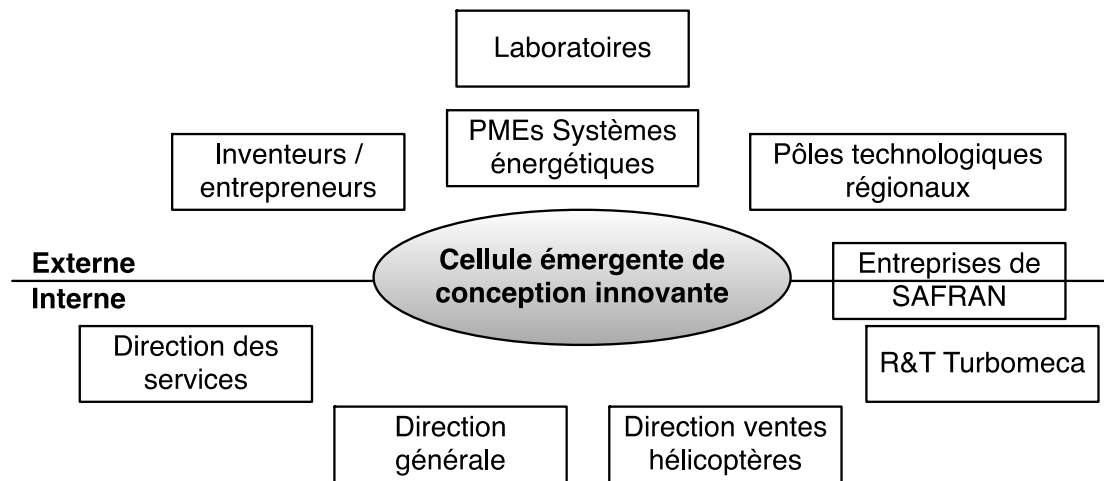 Laboratoires
PMEs Systèmes
énergétiques
Inventeurs /
entrepreneurs
Pôles technologiques
régionaux
Cellule émergente de
conception innovante
Externe
Interne
Entreprises de
SAFRAN
Direction des
services
R&T Turbomeca
Direction
générale
Direction ventes
hélicoptères